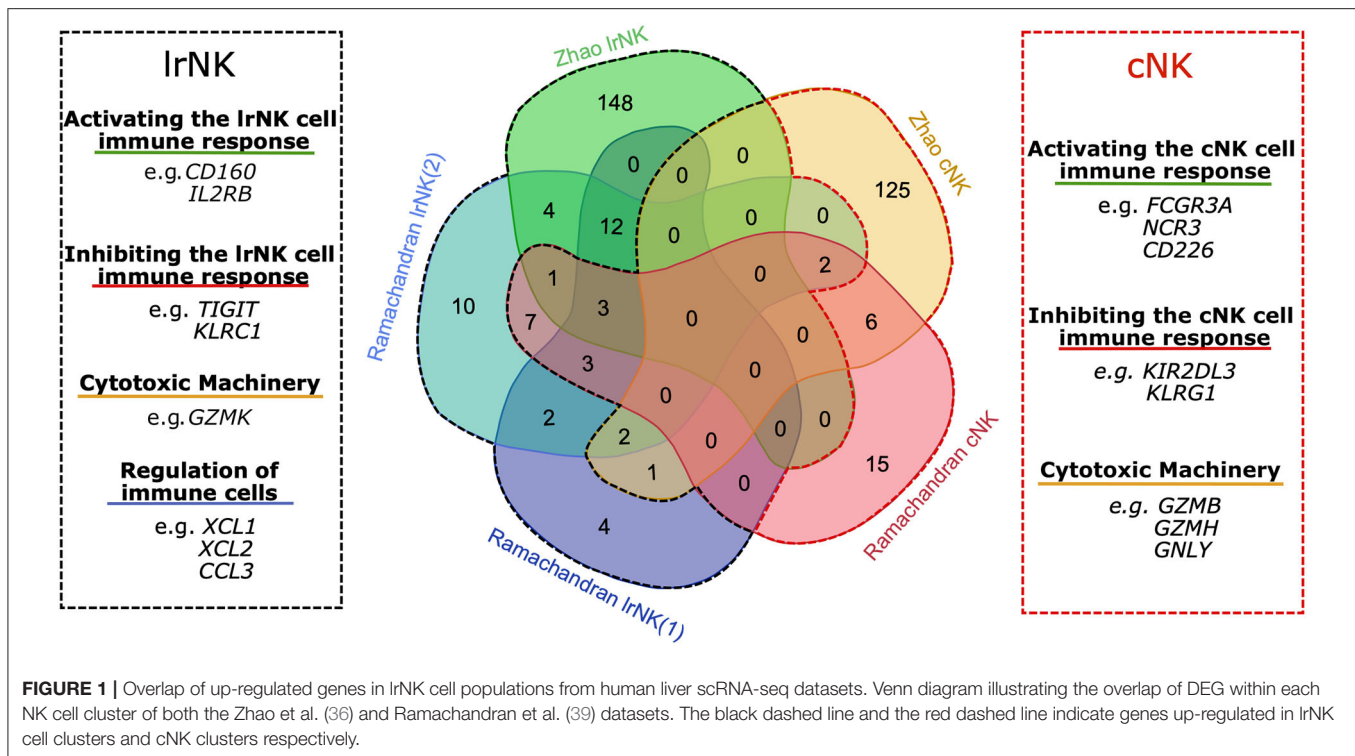 lrNK
Activating the lrNK cell
immune response
e.g. CD160
IL2RB
Inhibiting the lrNK cell
immune response
e.g. TIGIT
KLRC1
Cytotoxic Machinery
e.g. GZMK
Regulation of
immune cells
e.g. XCL1
XCL2
CCL3
Zhao lrNK
Zhao cNK
Ramachandran lrNK(2)
Ramachandran cNK
Ramachandran lrNK(1)
148
0
0
0
125
4
12
0
0
0
1
0
2
10
7
3
0
0
6
3
0
0
2
2
0
0
0
0
15
1
0
4
cNK
Activating the cNK cell
immune response
e.g. FCGR3A
NCR3
CD226
Inhibiting the cNK cell
immune response
e.g. KIR2DL3
KLRG1
Cytotoxic Machinery
e.g. GZMB
GZMH
GNLY
FIGURE 1 | Overlap of up-regulated genes in lrNK cell populations from human liver scRNA-seq datasets. Venn diagram illustrating the overlap of DEG within each
NK cell cluster of both the Zhao et al. (36) and Ramachandran et al. (39) datasets. The black dashed line and the red dashed line indicate genes up-regulated in lrNK
cell clusters and cNK clusters respectively.